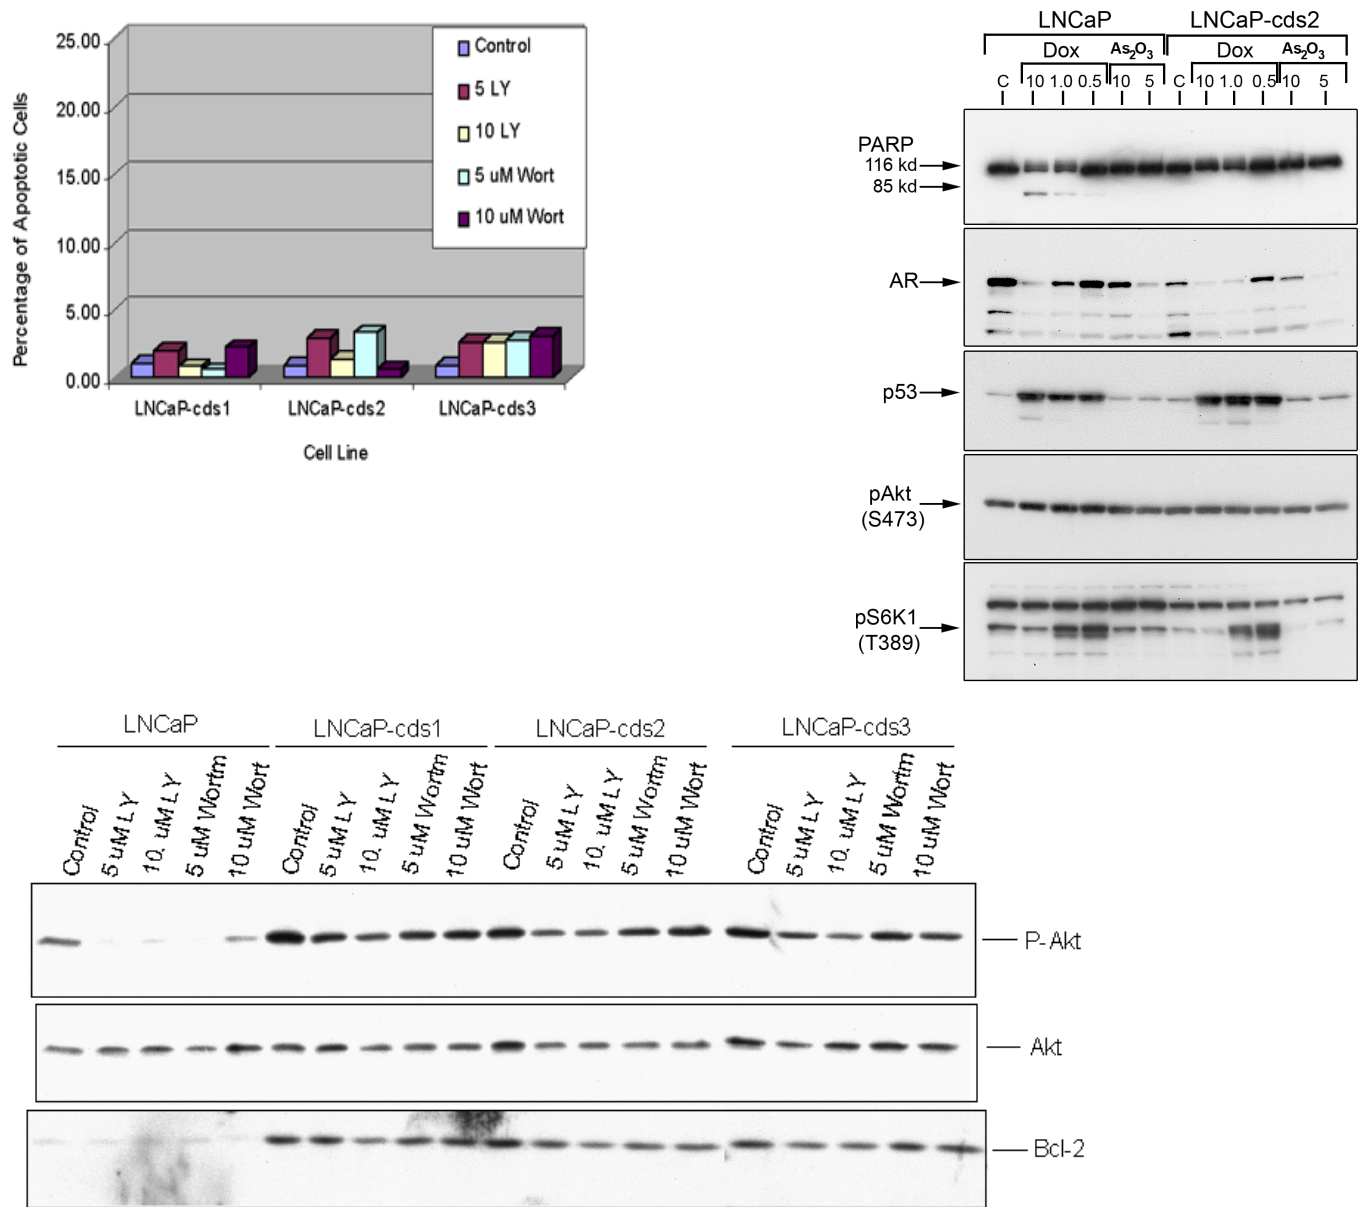 25.00
20.00
15.00
10.00
5.00
0.00
Percentage of Apoptotic Cells
Control
5 LY
10 LY
5 uM Wort
10 uM Wort
LNCaP-cds1 LNCaP-cds2 LNCaP-cds3
Cell Line
LNCaP LNCaP-cds2
Dox As₂O₃ Dox As₂O₃
C 10 1.0 0.5 10 5 C 10 1.0 0.5 10 5
PARP
116 kd
85 kd
AR
p53
pAkt
(S473)
pS6K1
(T389)
LNCaP LNCaP-cds1 LNCaP-cds2 LNCaP-cds3
Control 5 uM LY 10. uM LY 5 uM Wortm 10 uM Wort Control 5 uM LY 10. uM LY 5 uM Wortm 10 uM Wort Control 5 uM LY 10. uM LY 5 uM Wortm 10 uM Wort Control 5 uM LY 10. uM LY 5 uM Wortm 10 uM Wort
P-Akt
Akt
Bcl-2